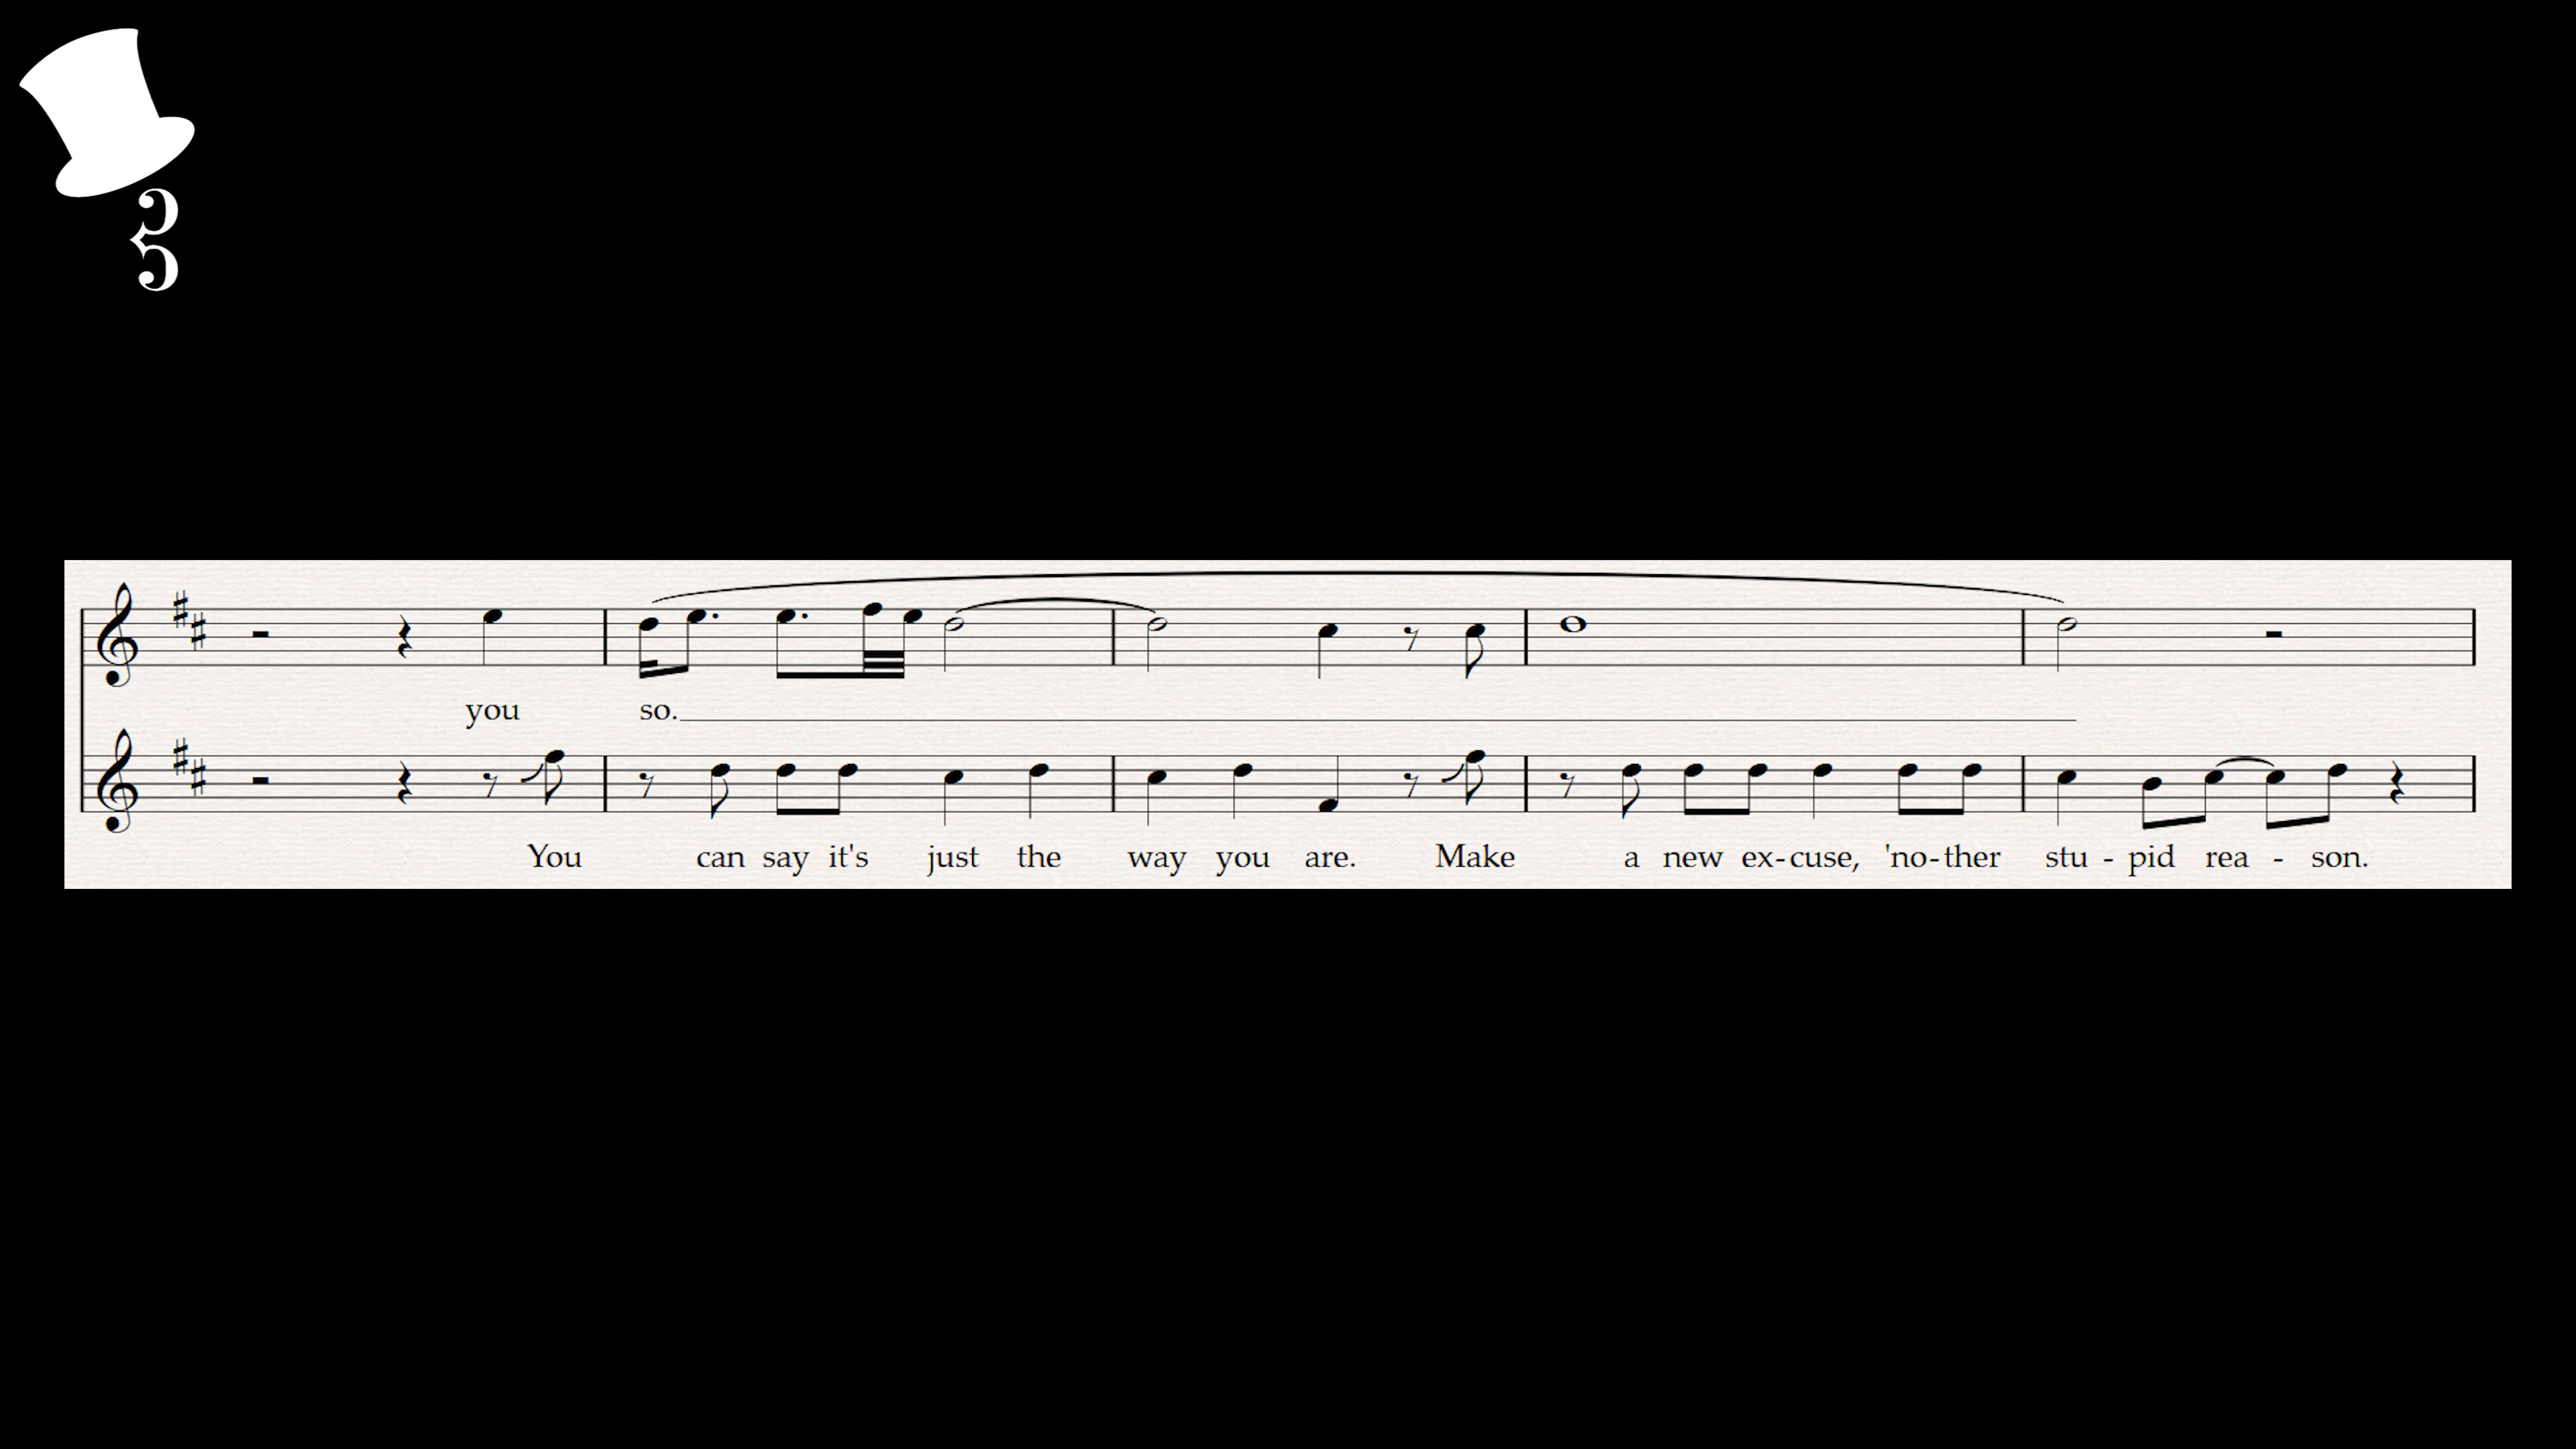 you so.
You can say it's just the way you are. Make a new ex-cuse, 'no-ther stu-pid rea-son.